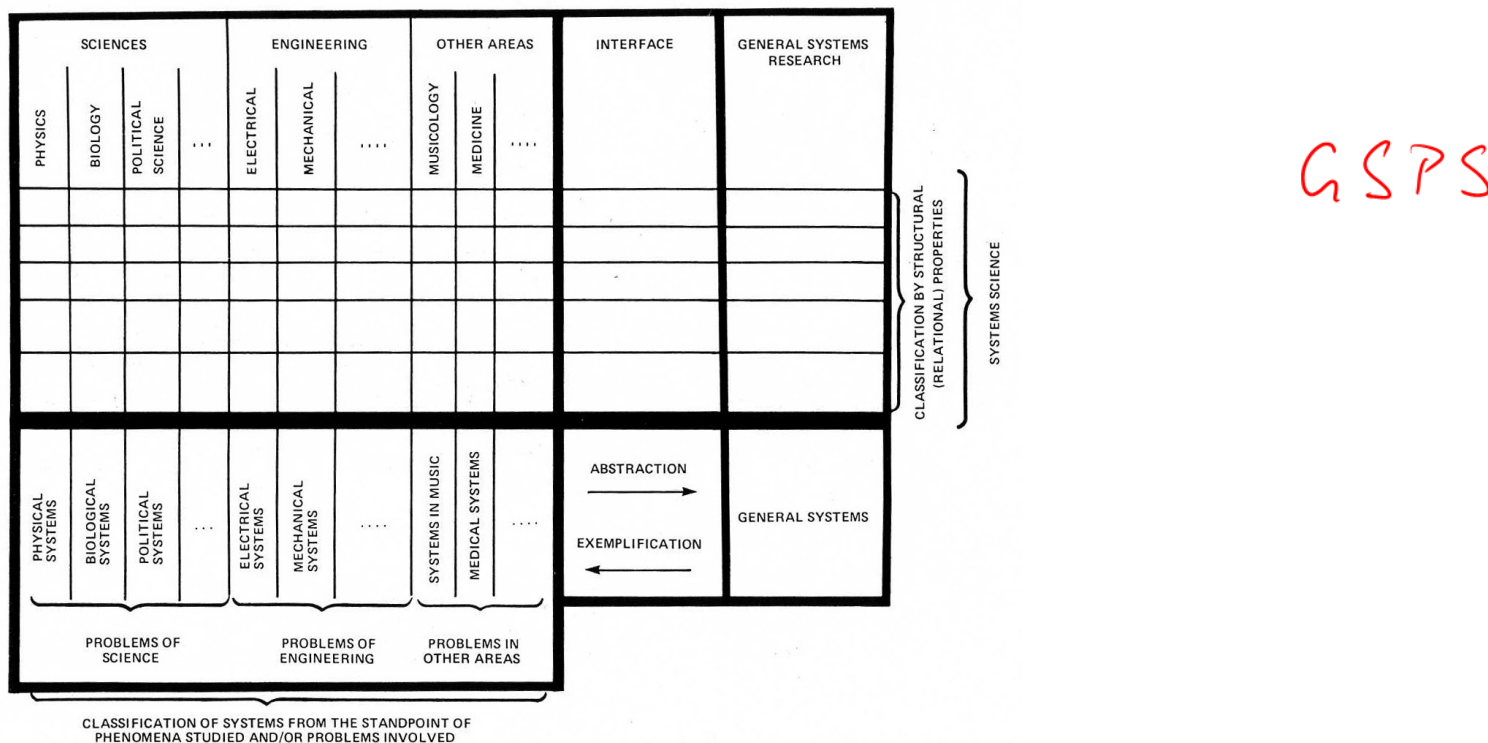 SCIENCES
ENGINEERING
OTHER AREAS
INTERFACE
GENERAL SYSTEMS
RESEARCH
PHYSICS
BIOLOGY
POLITICAL
SCIENCE
...
ELECTRICAL
MECHANICAL
....
MUSICOLOGY
MEDICINE
....
GSPS
CLASSIFICATION BY STRUCTURAL
(RELATIONAL) PROPERTIES
SYSTEMS SCIENCE
PHYSICAL
SYSTEMS
BIOLOGICAL
SYSTEMS
POLITICAL
SYSTEMS
...
ELECTRICAL
SYSTEMS
MECHANICAL
SYSTEMS
....
SYSTEMS IN MUSIC
MEDICAL SYSTEMS
....
ABSTRACTION
EXEMPLIFICATION
GENERAL SYSTEMS
PROBLEMS OF
SCIENCE
PROBLEMS OF
ENGINEERING
PROBLEMS IN
OTHER AREAS
CLASSIFICATION OF SYSTEMS FROM THE STANDPOINT OF
PHENOMENA STUDIED AND/OR PROBLEMS INVOLVED